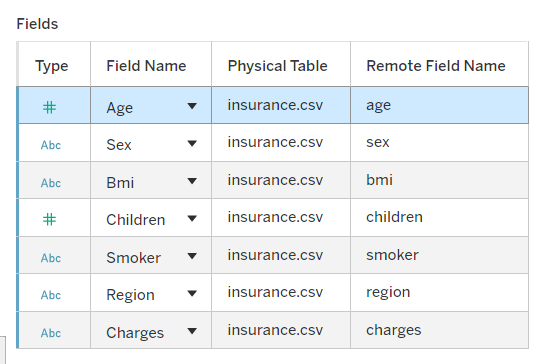 Fields
Type Field Name Physical Table Remote Field Name
# Age insurance.csv age
Abc Sex insurance.csv sex
Abc Bmi insurance.csv bmi
# Children insurance.csv children
Abc Smoker insurance.csv smoker
Abc Region insurance.csv region
Abc Charges insurance.csv charges